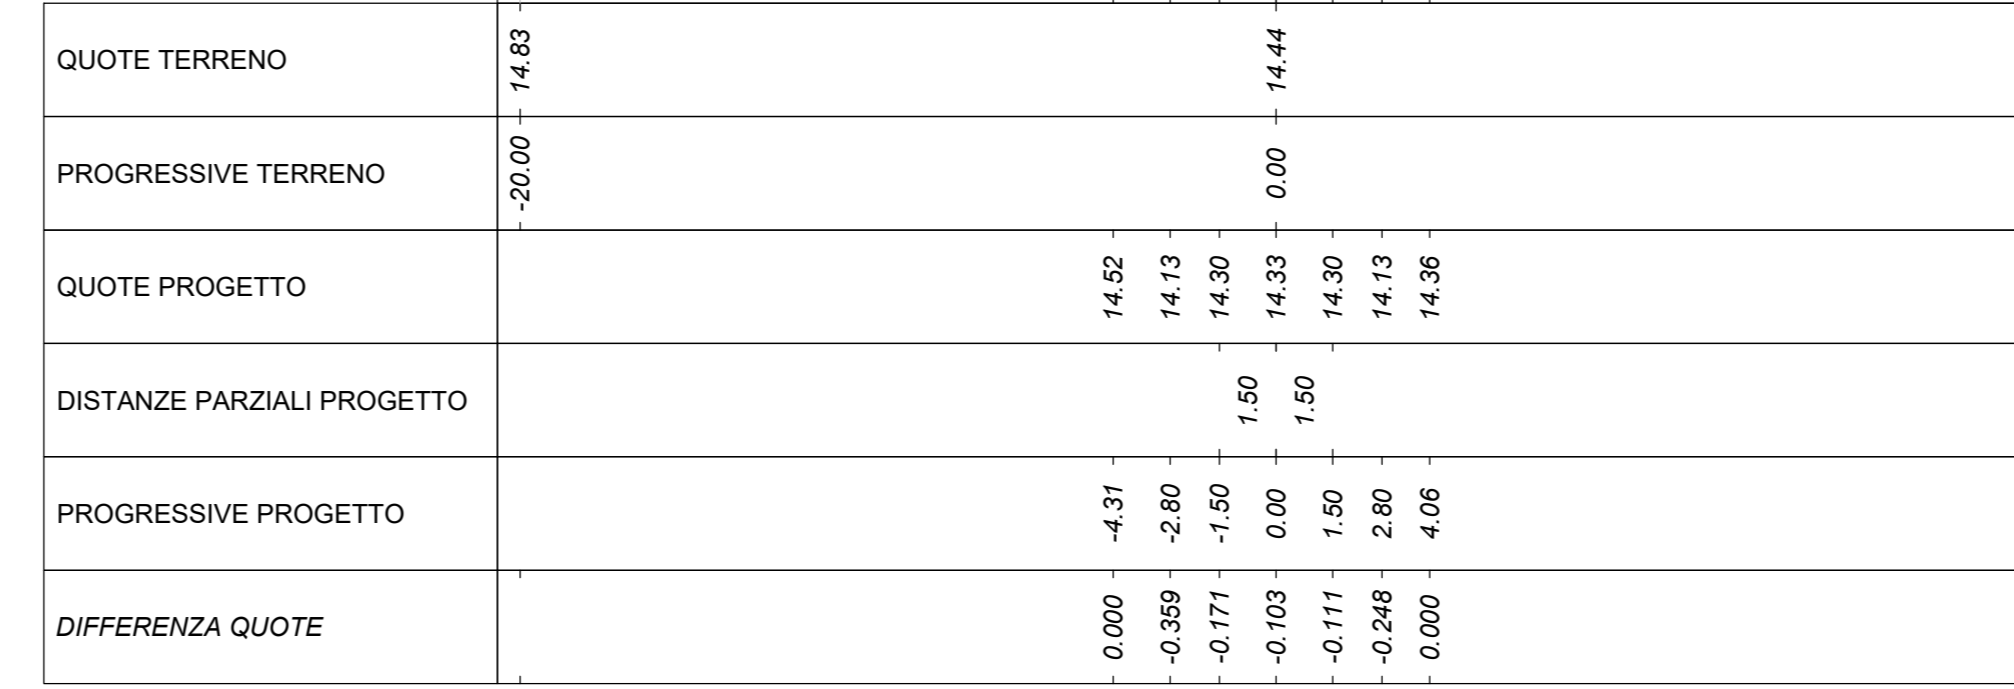 QUOTE TERRENO 14.83 14.44
PROGRESSIVE TERRENO -20.00 0.00
QUOTE PROGETTO 14.52 14.13 14.30 14.33 14.30 14.13 14.36
DISTANZE PARZIALI PROGETTO 1.50 1.50
PROGRESSIVE PROGETTO -4.31 -2.80 -1.50 0.00 1.50 2.80 4.06
DIFFERENZA QUOTE 0.000 -0.359 -0.171 -0.103 -0.111 -0.248 0.000